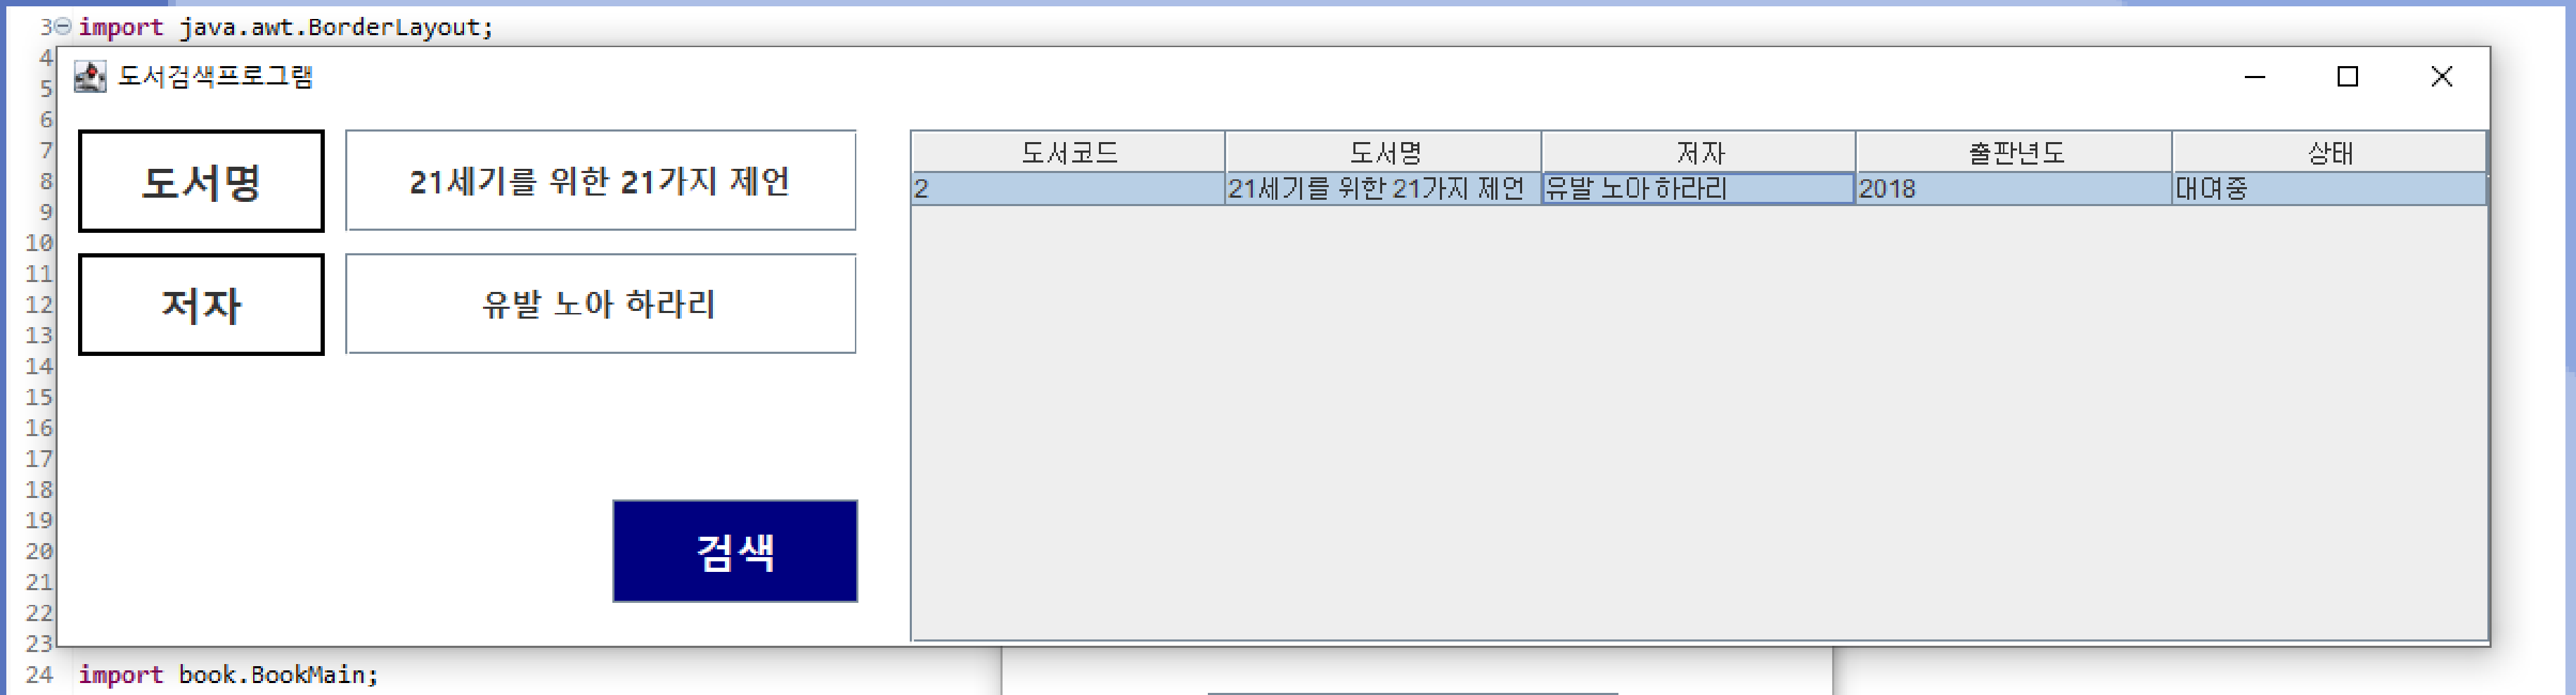 3 import java.awt.BorderLayout;
4
도서검색프로그램
5
6
7
8
9
10
11
12
13
14
15
16
17
18
19
20
21
22
23
도서명 21세기를 위한 21가지 제언
저자 유발 노아 하라리
검색
도서코드 도서명 저자 출판년도 상태
2 21세기를 위한 21가지 제언 유발 노아 하라리 2018 대여중
24 import book.BookMain;